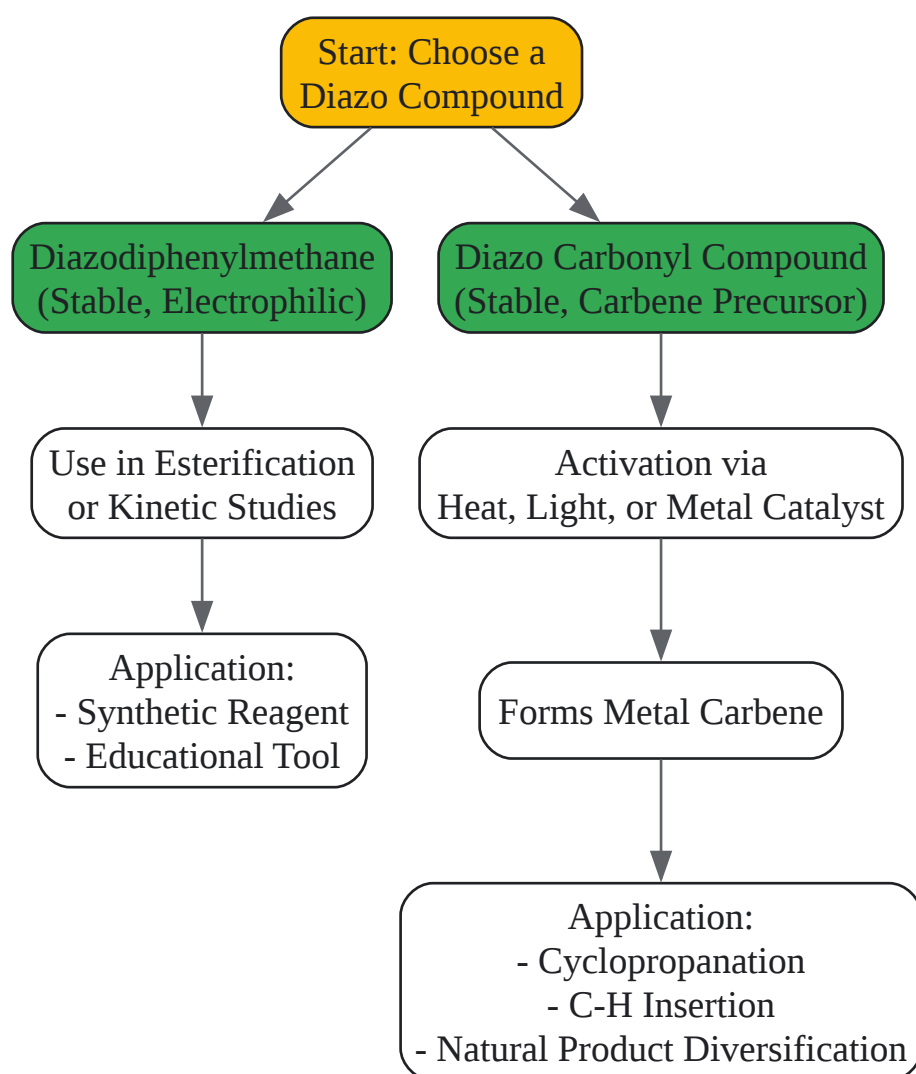 Start: Choose a
Diazo Compound
Diazodiphenylmethane
(Stable, Electrophilic)
Diazo Carbonyl Compound
(Stable, Carbene Precursor)
Use in Esterification
or Kinetic Studies
Activation via
Heat, Light, or Metal Catalyst
Application:
- Synthetic Reagent
- Educational Tool
Forms Metal Carbene
Application:
- Cyclopropanation
- C-H Insertion
- Natural Product Diversification